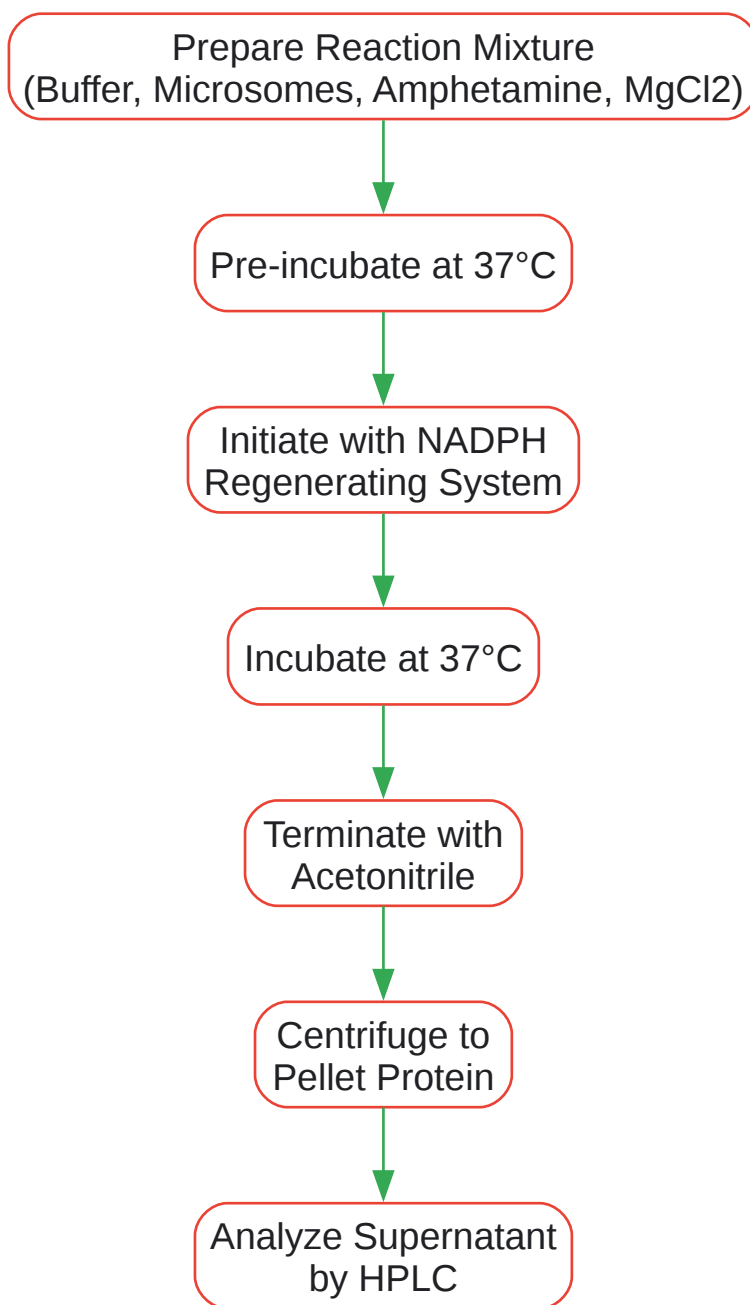 Prepare Reaction Mixture
(Buffer, Microsomes, Amphetamine, MgCl2)
Pre-incubate at 37°C
Initiate with NADPH
Regenerating System
Incubate at 37°C
Terminate with
Acetonitrile
Centrifuge to
Pellet Protein
Analyze Supernatant
by HPLC